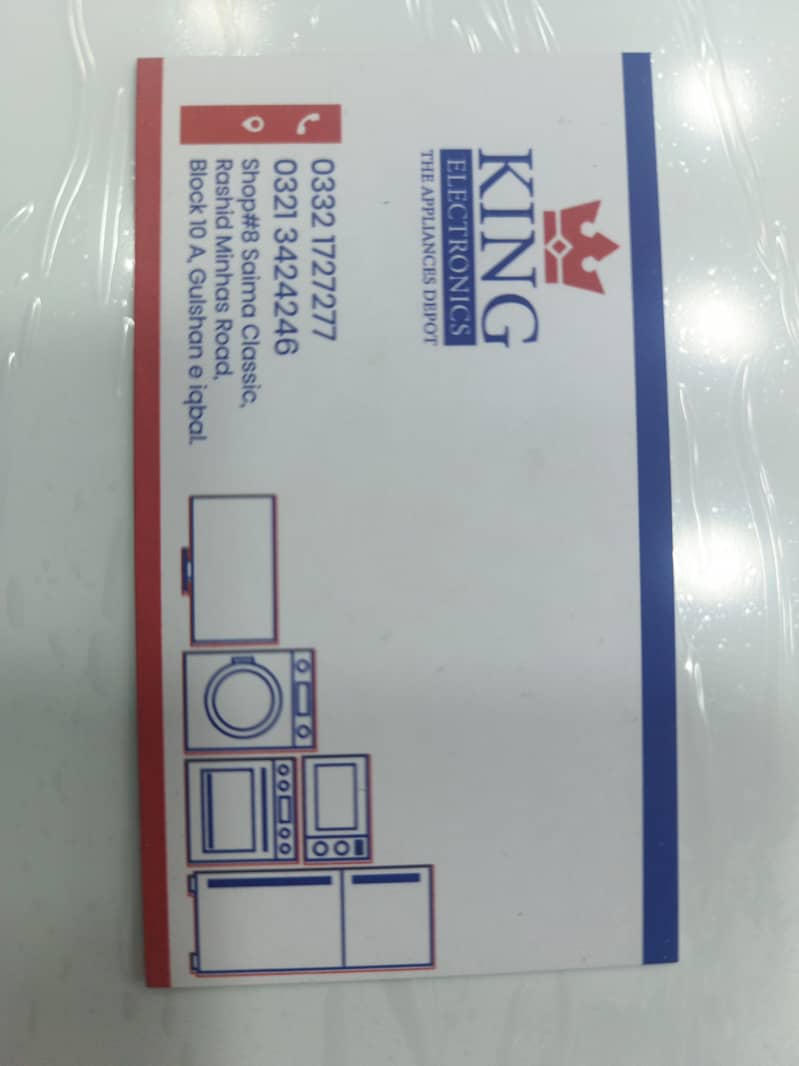 KING
ELECTRONICS
THE APPLIANCES DEPOT
0332 1727277
0321 3424246
Shop#8 Saima Classic,
Rashid Minhas Road,
Block 10 A, Gulshan e iqbal.